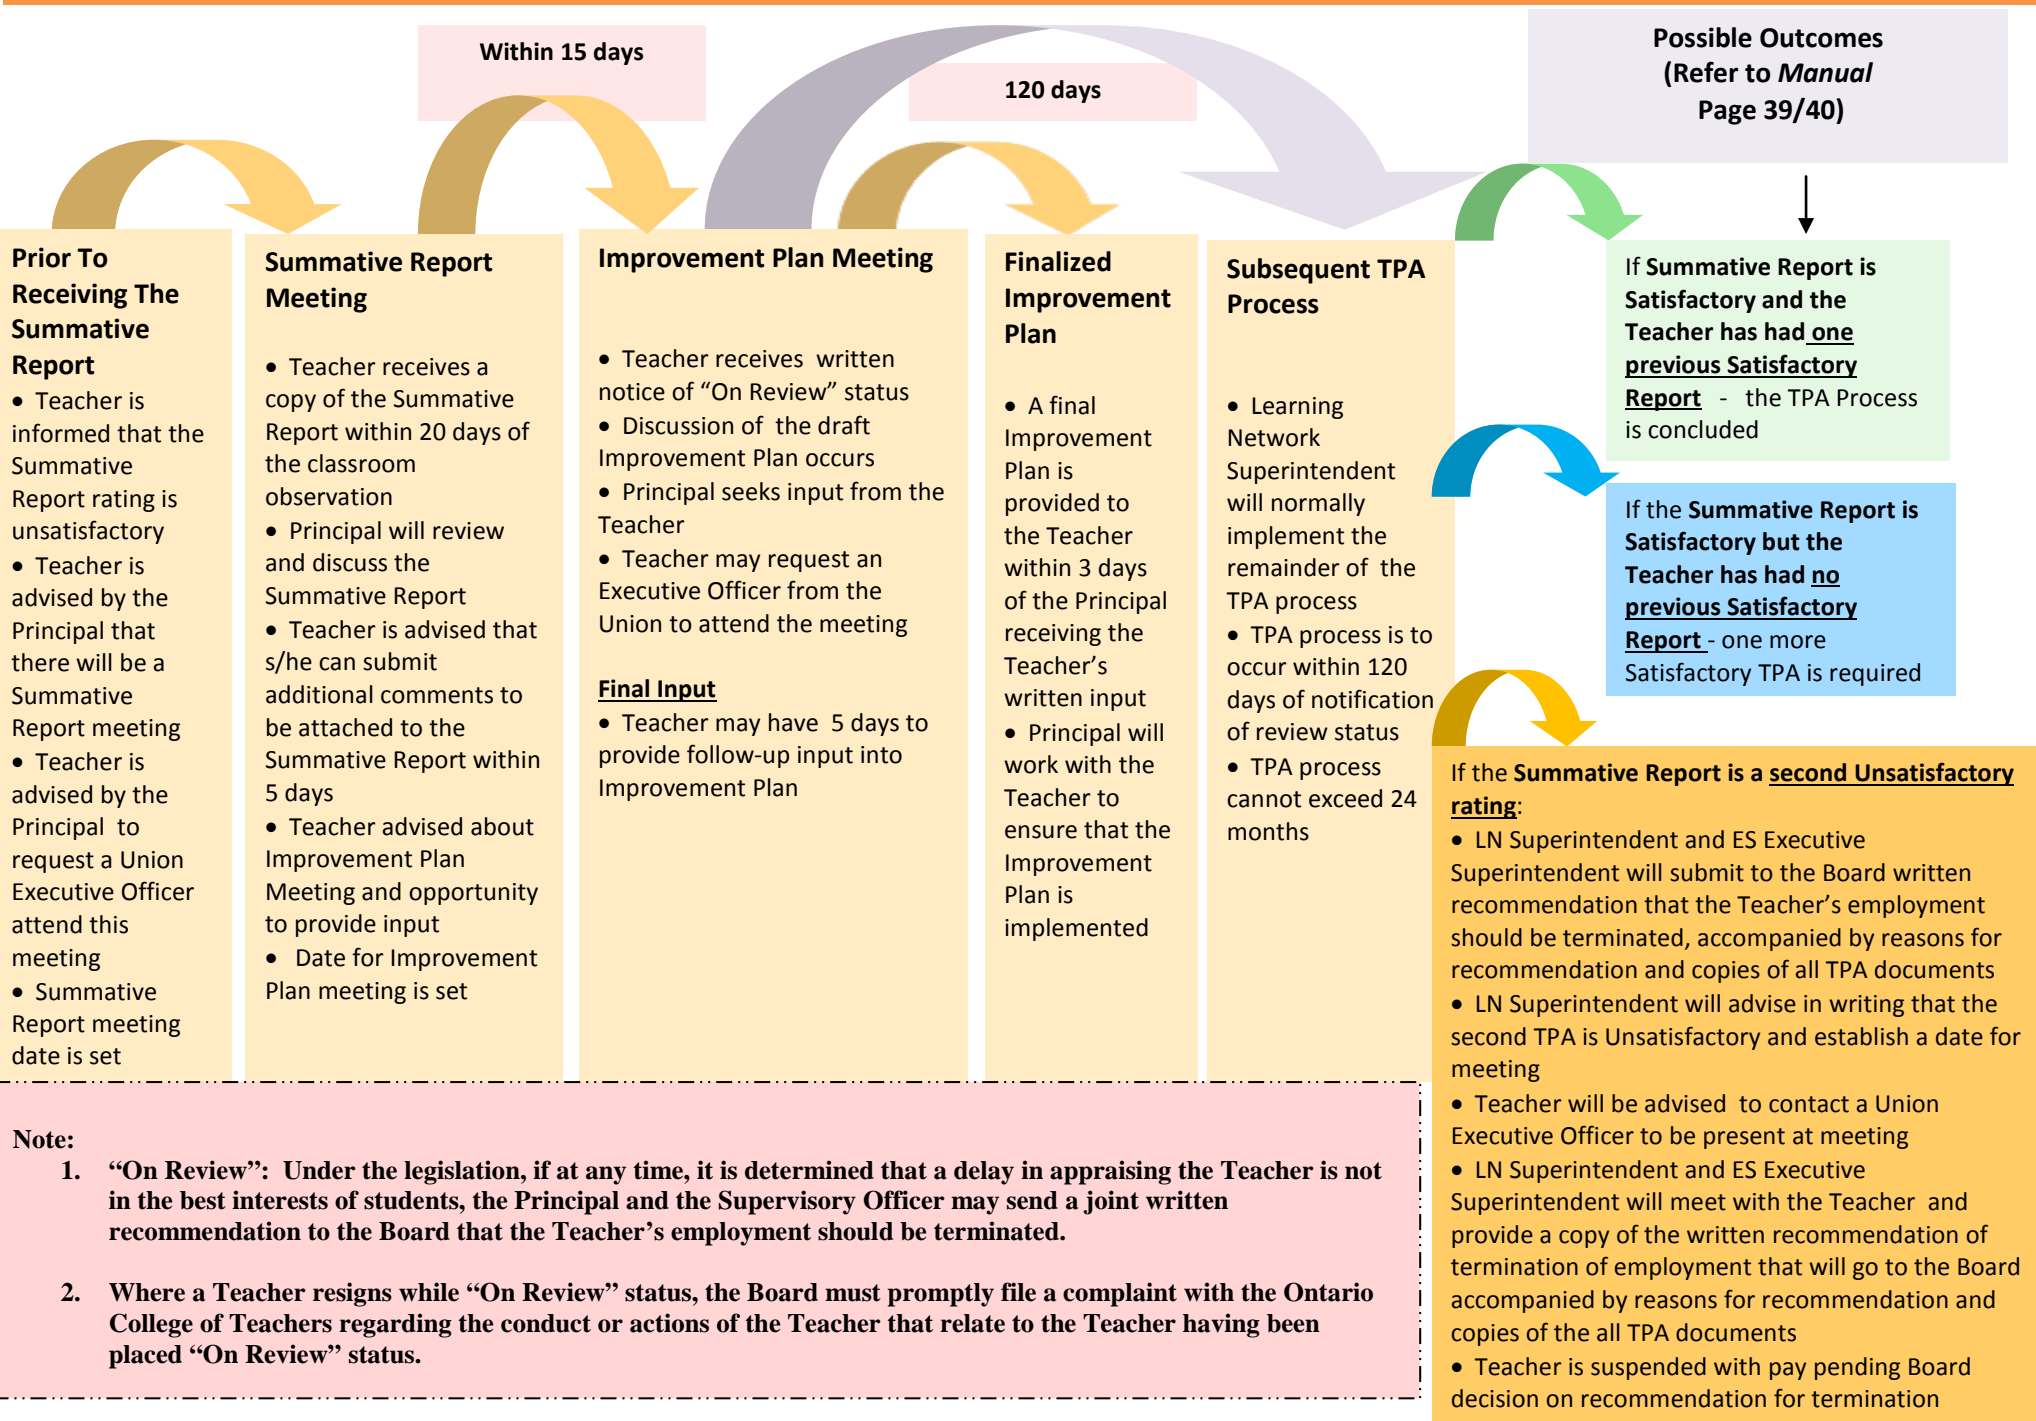 Within 15 days
120 days
Possible Outcomes
(Refer to Manual
Page 39/40)
Prior To
Receiving The
Summative
Report
• Teacher is
informed that the
Summative
Report rating is
unsatisfactory
• Teacher is
advised by the
Principal that
there will be a
Summative
Report meeting
• Teacher is
advised by the
Principal to
request a Union
Executive Officer
attend this
meeting
• Summative
Report meeting
date is set
Summative Report
Meeting
• Teacher receives a
copy of the Summative
Report within 20 days of
the classroom
observation
• Principal will review
and discuss the
Summative Report
• Teacher is advised that
s/he can submit
additional comments to
be attached to the
Summative Report within
5 days
• Teacher advised about
Improvement Plan
Meeting and opportunity
to provide input
• Date for Improvement
Plan meeting is set
Improvement Plan Meeting
• Teacher receives written
notice of “On Review” status
• Discussion of the draft
Improvement Plan occurs
• Principal seeks input from the
Teacher
• Teacher may request an
Executive Officer from the
Union to attend the meeting
Final Input
• Teacher may have 5 days to
provide follow-up input into
Improvement Plan
Finalized
Improvement
Plan
• A final
Improvement
Plan is
provided to
the Teacher
within 3 days
of the Principal
receiving the
Teacher’s
written input
• Principal will
work with the
Teacher to
ensure that the
Improvement
Plan is
implemented
Subsequent TPA
Process
• Learning
Network
Superintendent
will normally
implement the
remainder of the
TPA process
• TPA process is to
occur within 120
days of notification
of review status
• TPA process
cannot exceed 24
months
If Summative Report is
Satisfactory and the
Teacher has had one
previous Satisfactory
Report - the TPA Process
is concluded
If the Summative Report is
Satisfactory but the
Teacher has had no
previous Satisfactory
Report - one more
Satisfactory TPA is required
If the Summative Report is a second Unsatisfactory
rating:
• LN Superintendent and ES Executive
Superintendent will submit to the Board written
recommendation that the Teacher’s employment
should be terminated, accompanied by reasons for
recommendation and copies of all TPA documents
• LN Superintendent will advise in writing that the
second TPA is Unsatisfactory and establish a date for
meeting
• Teacher will be advised to contact a Union
Executive Officer to be present at meeting
• LN Superintendent and ES Executive
Superintendent will meet with the Teacher and
provide a copy of the written recommendation of
termination of employment that will go to the Board
accompanied by reasons for recommendation and
copies of the all TPA documents
• Teacher is suspended with pay pending Board
decision on recommendation for termination
Note:
1. “On Review”: Under the legislation, if at any time, it is determined that a delay in appraising the Teacher is not
in the best interests of students, the Principal and the Supervisory Officer may send a joint written
recommendation to the Board that the Teacher’s employment should be terminated.
2. Where a Teacher resigns while “On Review” status, the Board must promptly file a complaint with the Ontario
College of Teachers regarding the conduct or actions of the Teacher that relate to the Teacher having been
placed “On Review” status.